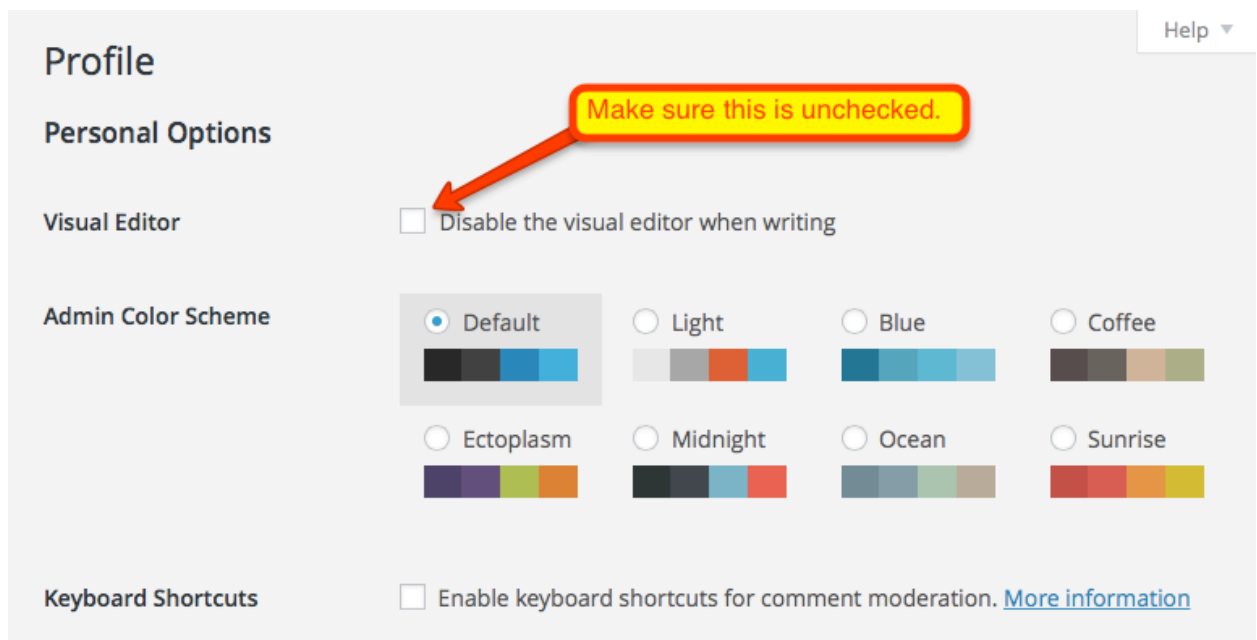 Help
Profile
Make sure this is unchecked.
Personal Options
Visual Editor
Disable the visual editor when writing
Admin Color Scheme
Default
Light
Blue
Coffee
Ectoplasm
Midnight
Ocean
Sunrise
Keyboard Shortcuts
Enable keyboard shortcuts for comment moderation. More information